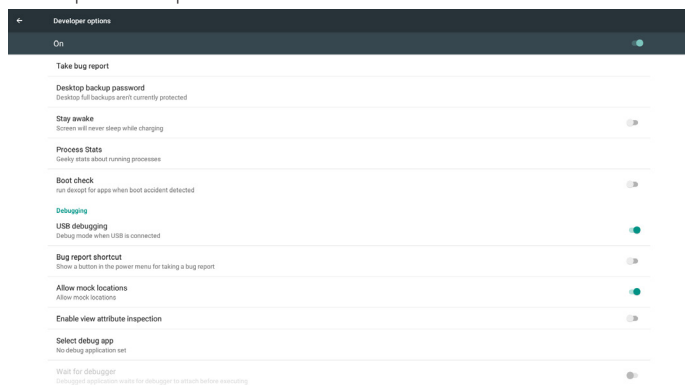 Developer options
On
Take bug report
Desktop backup password
Desktop full backups aren't currently protected
Stay awake
Screen will never sleep while charging
Process Stats
Geeky stats about running processes
Boot check
run dexopt for apps when boot accident detected
Debugging
USB debugging
Debug mode when USB is connected
Bug report shortcut
Show a button in the power menu for taking a bug report
Allow mock locations
Allow mock locations
Enable view attribute inspection
Select debug app
No debug application set
Wait for debugger
Debugged application waits for debugger to attach before executing